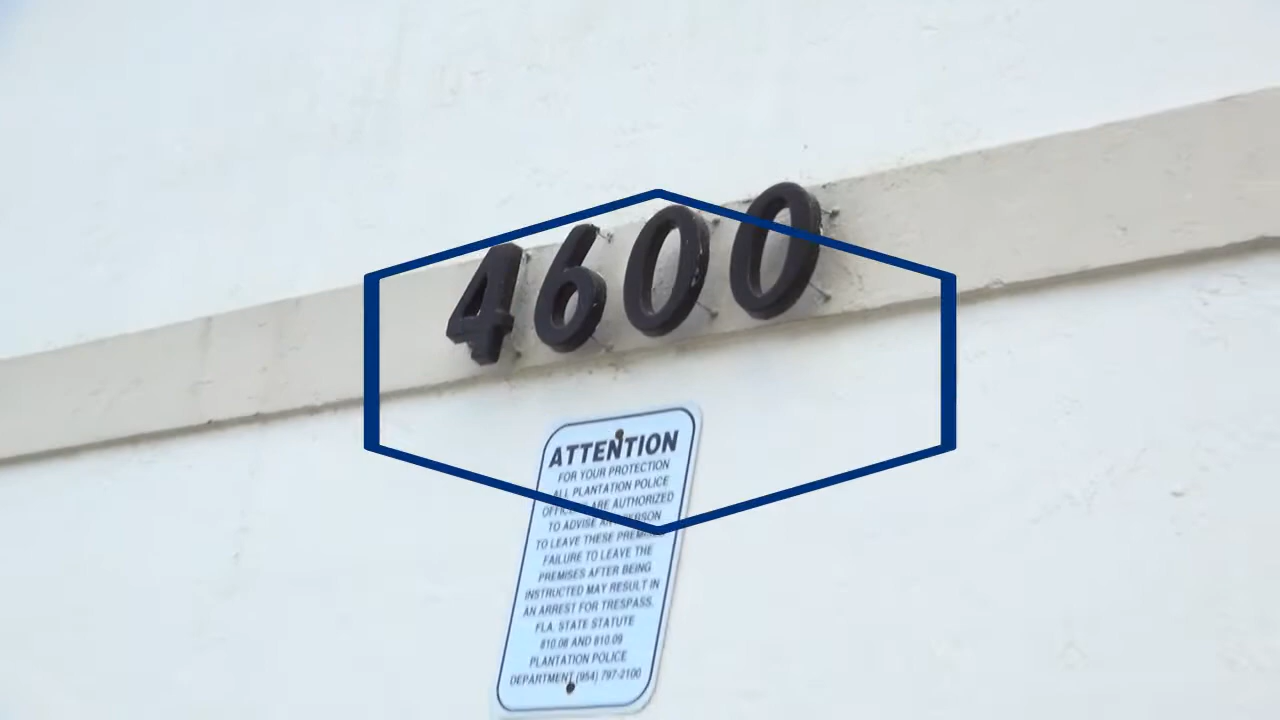 4600
ATTENTION
FOR YOUR PROTECTION
ALL PLANTATION POLICE
ARE AUTHORIZED
TO ADVISE
TO LEAVE THESE
FAILURE TO LEAVE THE
PREMISES AFTER BEING
INSTRUCTED MAY RESULT IN
AN ARREST FOR TRESPASS.
FLA. STATE STATUTE
810.08 AND 810.09
PLANTATION POLICE
DEPARTMENT (954) 797-2100